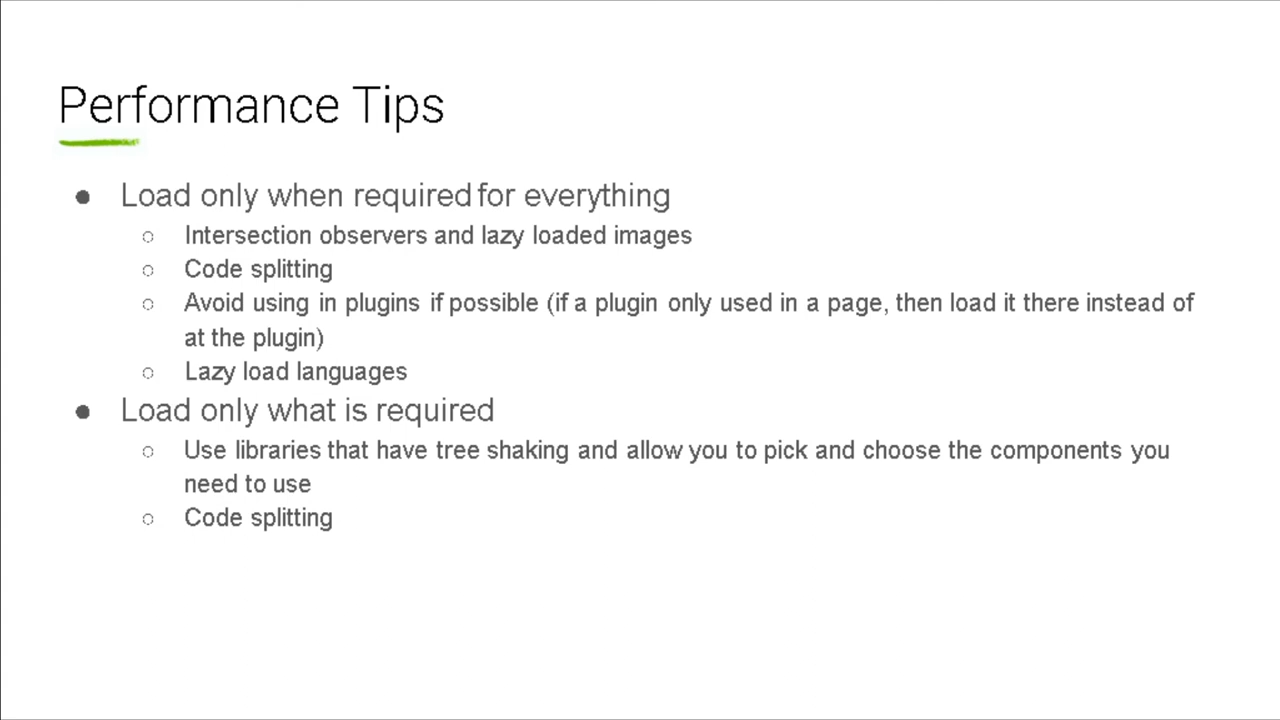 Performance Tips
● Load only when required for everything
○ Intersection observers and lazy loaded images
○ Code splitting
○ Avoid using in plugins if possible (if a plugin only used in a page, then load it there instead of
at the plugin)
○ Lazy load languages
● Load only what is required
○ Use libraries that have tree shaking and allow you to pick and choose the components you
need to use
○ Code splitting